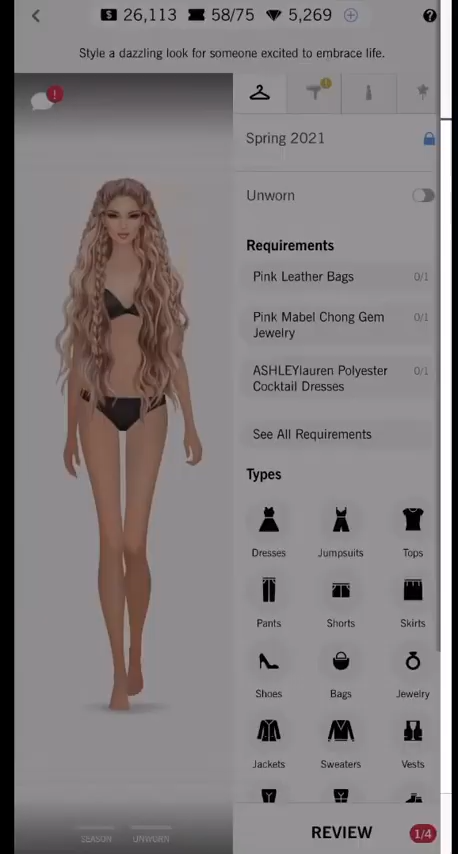 26,113 58/75 5,269
Style a dazzling look for someone excited to embrace life.
Spring 2021
Unworn
Requirements
Pink Leather Bags 0/1
Pink Mabel Chong Gem 0/1
Jewelry
ASHLEYlauren Polyester 0/1
Cocktail Dresses
See All Requirements
Types
Dresses Jumpsuits Tops
Pants Shorts Skirts
Shoes Bags Jewelry
Jackets Sweaters Vests
REVIEW 1/4
SEASON UNWORN